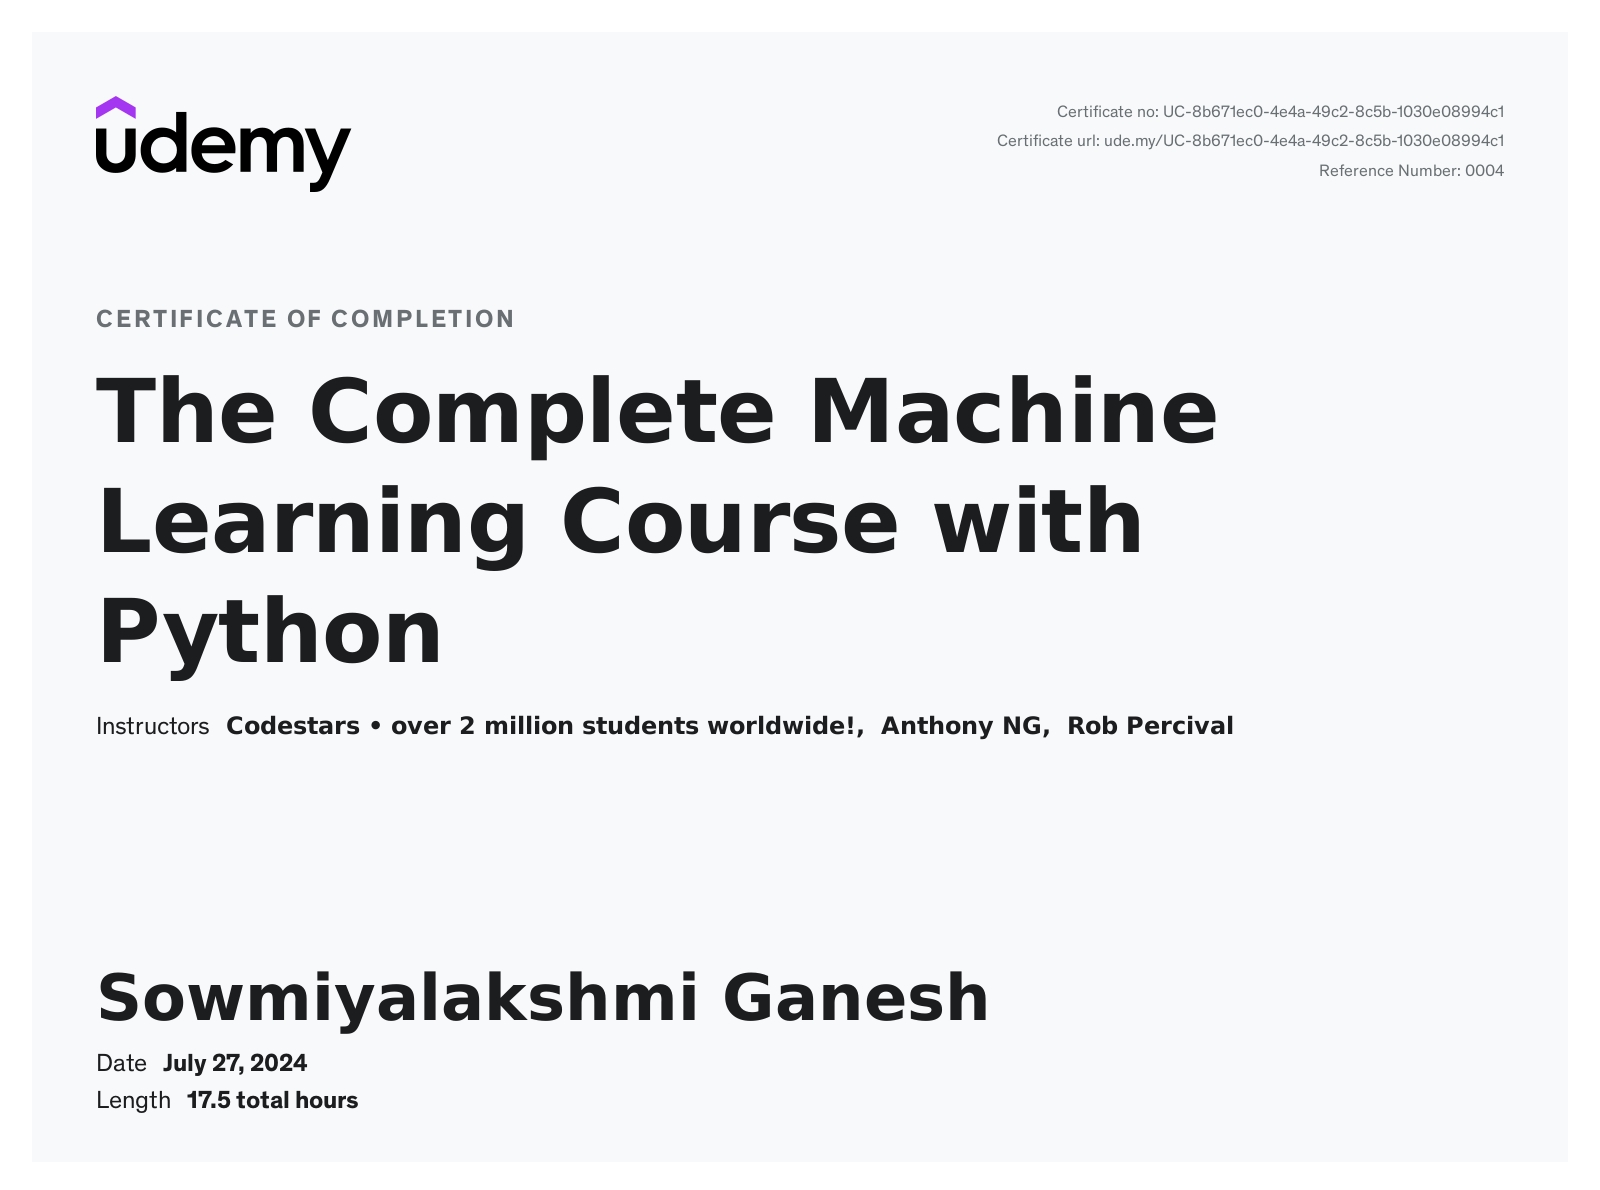 udemy
Certificate no: UC-8b671ec0-4e4a-49c2-8c5b-1030e08994c1
Certificate url: ude.my/UC-8b671ec0-4e4a-49c2-8c5b-1030e08994c1
Reference Number: 0004
CERTIFICATE OF COMPLETION
The Complete Machine
Learning Course with
Python
Instructors Codestars • over 2 million students worldwide!, Anthony NG, Rob Percival
Sowmiyalakshmi Ganesh
Date July 27, 2024
Length 17.5 total hours